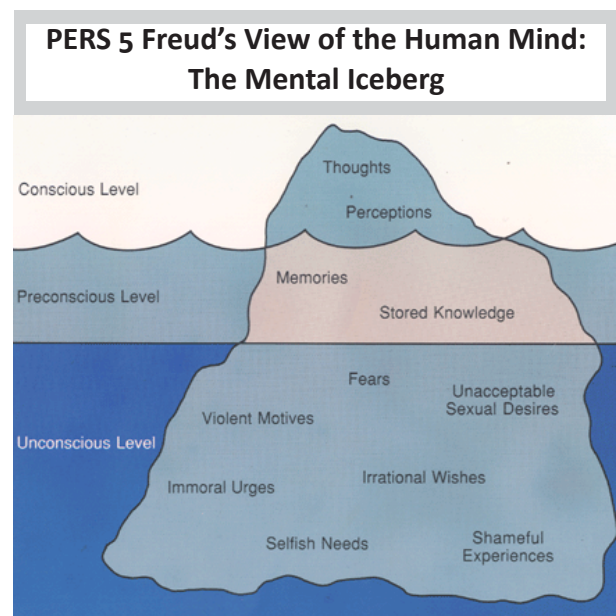 PERS 5 Freud’s View of the Human Mind:
The Mental Iceberg
Thoughts
Conscious Level
Perceptions
Memories
Preconscious Level
Stored Knowledge
Fears
Unacceptable
Sexual Desires
Violent Motives
Unconscious Level
Irrational Wishes
Immoral Urges
Selfish Needs
Shameful
Experiences